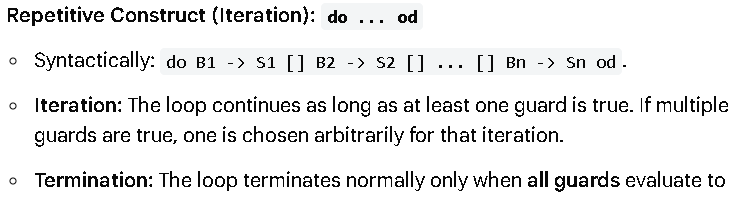 Repetitive Construct (Iteration): do ... od
Syntactically: do B1 -> S1 [] B2 -> S2 [] ... [] Bn -> Sn od .
Iteration: The loop continues as long as at least one guard is true. If multiple
guards are true, one is chosen arbitrarily for that iteration.
Termination: The loop terminates normally only when all guards evaluate to